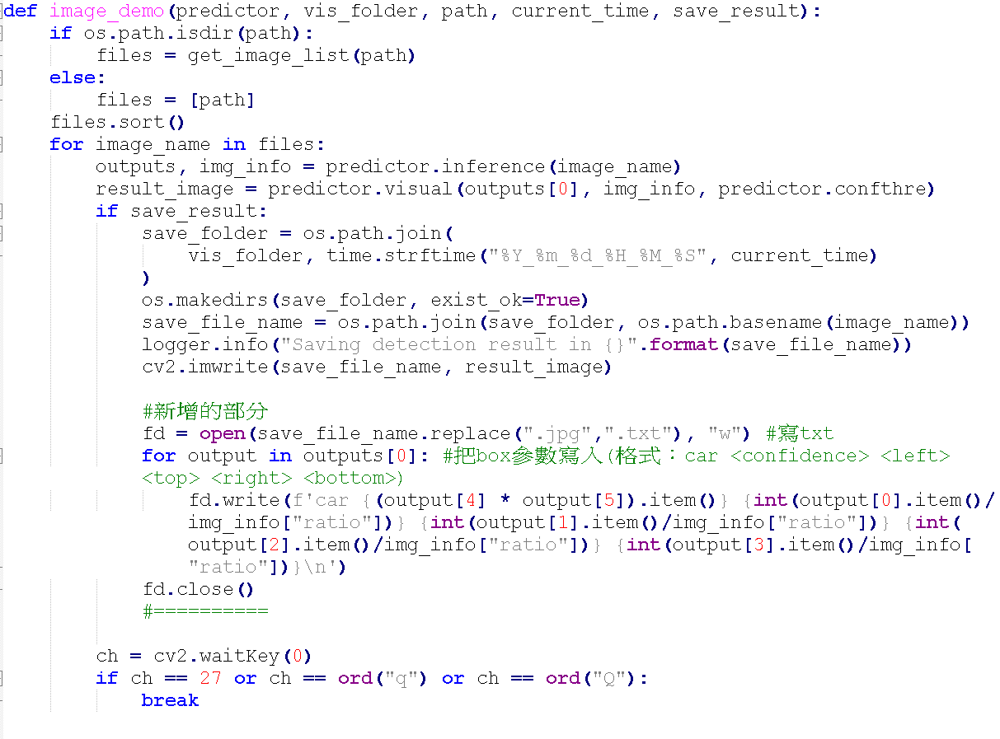 def image_demo(predictor, vis_folder, path, current_time, save_result):
    if os.path.isdir(path):
        files = get_image_list(path)
    else:
        files = [path]
    files.sort()
    for image_name in files:
        outputs, img_info = predictor.inference(image_name)
        result_image = predictor.visual(outputs[0], img_info, predictor.confthre)
        if save_result:
            save_folder = os.path.join(
                vis_folder, time.strftime("%Y_%m_%d_%H_%M_%S", current_time)
            )
            os.makedirs(save_folder, exist_ok=True)
            save_file_name = os.path.join(save_folder, os.path.basename(image_name))
            logger.info("Saving detection result in {}".format(save_file_name))
            cv2.imwrite(save_file_name, result_image)

            #新增的部分
            fd = open(save_file_name.replace(".jpg",".txt"), "w") #寫txt
            for output in outputs[0]: #把box參數寫入(格式：car <confidence> <left>
            <top> <right> <bottom>)
                fd.write(f'car {(output[4] * output[5]).item()} {int(output[0].item()/
                img_info["ratio"])} {int(output[1].item()/img_info["ratio"])} {int(
                output[2].item()/img_info["ratio"])} {int(output[3].item()/img_info[
                "ratio"])}\n')
            fd.close()
            #==========

        ch = cv2.waitKey(0)
        if ch == 27 or ch == ord("q") or ch == ord("Q"):
            break